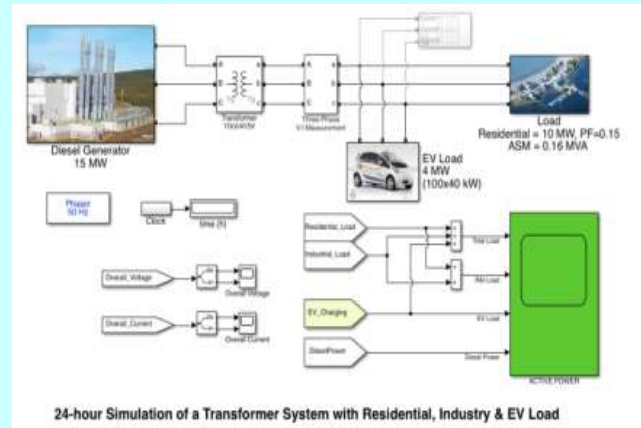 A
B
C
a
b
c
A
B
C
a
b
c
Transformer
Three-Phase
V-I Measurement
Diesel Generator
15 MW
Load
Residential = 10 MW, PF=0.15
ASM = 0.16 MVA
EV Load
4 MW
(100x40 kW)
Phasor
50 Hz
Clock
time (h)
Residential_Load
Industrial_Load
Total Load
EV_Charging
EV Load
DieselPower
Diesel Power
ACTIVE POWER
Overall_Voltage
Overall Voltage
Overall_Current
Overall Current
24-hour Simulation of a Transformer System with Residential, Industry & EV Load